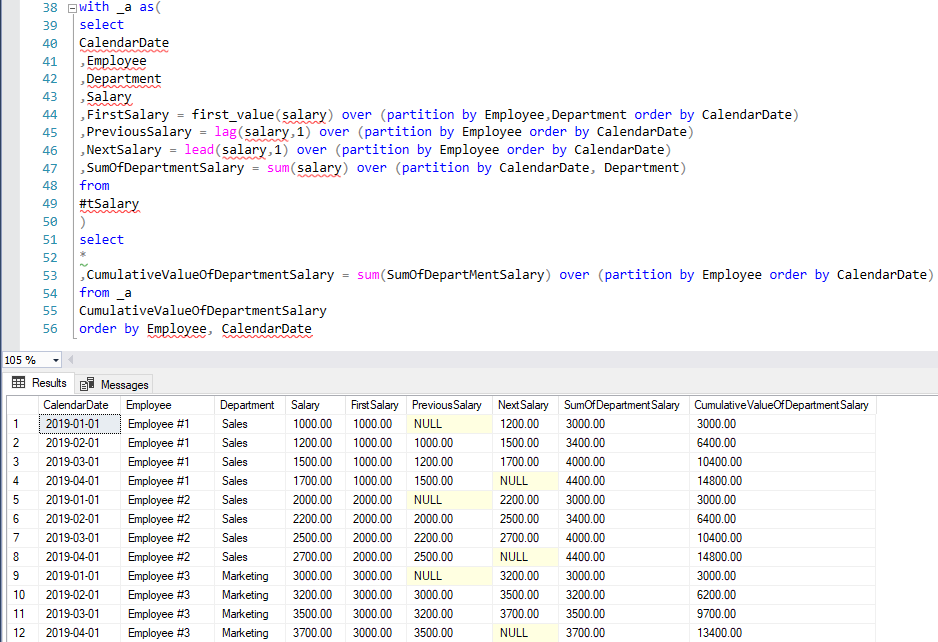 38 with _a as(
39 select
40 CalendarDate
41 ,Employee
42 ,Department
43 ,Salary
44 ,FirstSalary = first_value(salary) over (partition by Employee,Department order by CalendarDate)
45 ,PreviousSalary = lag(salary,1) over (partition by Employee order by CalendarDate)
46 ,NextSalary = lead(salary,1) over (partition by Employee order by CalendarDate)
47 ,SumOfDepartmentSalary = sum(salary) over (partition by CalendarDate, Department)
48 from
49 #tSalary
50 )
51 select
52 *
53 ,CumulativeValueOfDepartmentSalary = sum(SumOfDepartMentSalary) over (partition by Employee order by CalendarDate)
54 from _a
55 CumulativeValueOfDepartmentSalary
56 order by Employee, CalendarDate
105 %
Results Messages
CalendarDate Employee Department Salary FirstSalary PreviousSalary NextSalary SumOfDepartmentSalary CumulativeValueOfDepartmentSalary
1 2019-01-01 Employee #1 Sales 1000.00 1000.00 NULL 1200.00 3000.00 3000.00
2 2019-02-01 Employee #1 Sales 1200.00 1000.00 1000.00 1500.00 3400.00 6400.00
3 2019-03-01 Employee #1 Sales 1500.00 1000.00 1200.00 1700.00 4000.00 10400.00
4 2019-04-01 Employee #1 Sales 1700.00 1000.00 1500.00 NULL 4400.00 14800.00
5 2019-01-01 Employee #2 Sales 2000.00 2000.00 NULL 2200.00 3000.00 3000.00
6 2019-02-01 Employee #2 Sales 2200.00 2000.00 2000.00 2500.00 3400.00 6400.00
7 2019-03-01 Employee #2 Sales 2500.00 2000.00 2200.00 2700.00 4000.00 10400.00
8 2019-04-01 Employee #2 Sales 2700.00 2000.00 2500.00 NULL 4400.00 14800.00
9 2019-01-01 Employee #3 Marketing 3000.00 3000.00 NULL 3200.00 3000.00 3000.00
10 2019-02-01 Employee #3 Marketing 3200.00 3000.00 3000.00 3500.00 3200.00 6200.00
11 2019-03-01 Employee #3 Marketing 3500.00 3000.00 3200.00 3700.00 3500.00 9700.00
12 2019-04-01 Employee #3 Marketing 3700.00 3000.00 3500.00 NULL 3700.00 13400.00